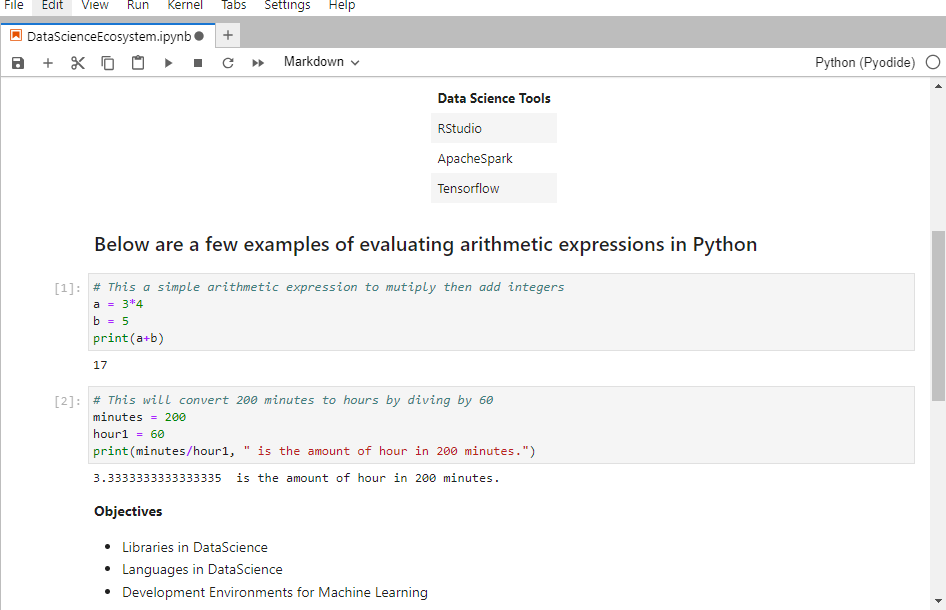 File Edit View Run Kernel Tabs Settings Help
DataScienceEcosystem.ipynb
Markdown Python (Pyodide)
Data Science Tools
RStudio
ApacheSpark
Tensorflow
Below are a few examples of evaluating arithmetic expressions in Python
[1]: # This a simple arithmetic expression to mutiply then add integers
a = 3*4
b = 5
print(a+b)
17
[2]: # This will convert 200 minutes to hours by diving by 60
minutes = 200
hour1 = 60
print(minutes/hour1, " is the amount of hour in 200 minutes.")
3.3333333333333335  is the amount of hour in 200 minutes.
Objectives
• Libraries in DataScience
• Languages in DataScience
• Development Environments for Machine Learning